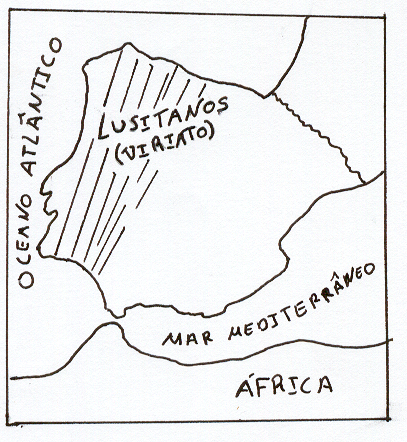 OCEANO ATLÂNTICO
LUSITANOS
(VIRIATO)
MAR MEDITERRÂNEO
ÁFRICA